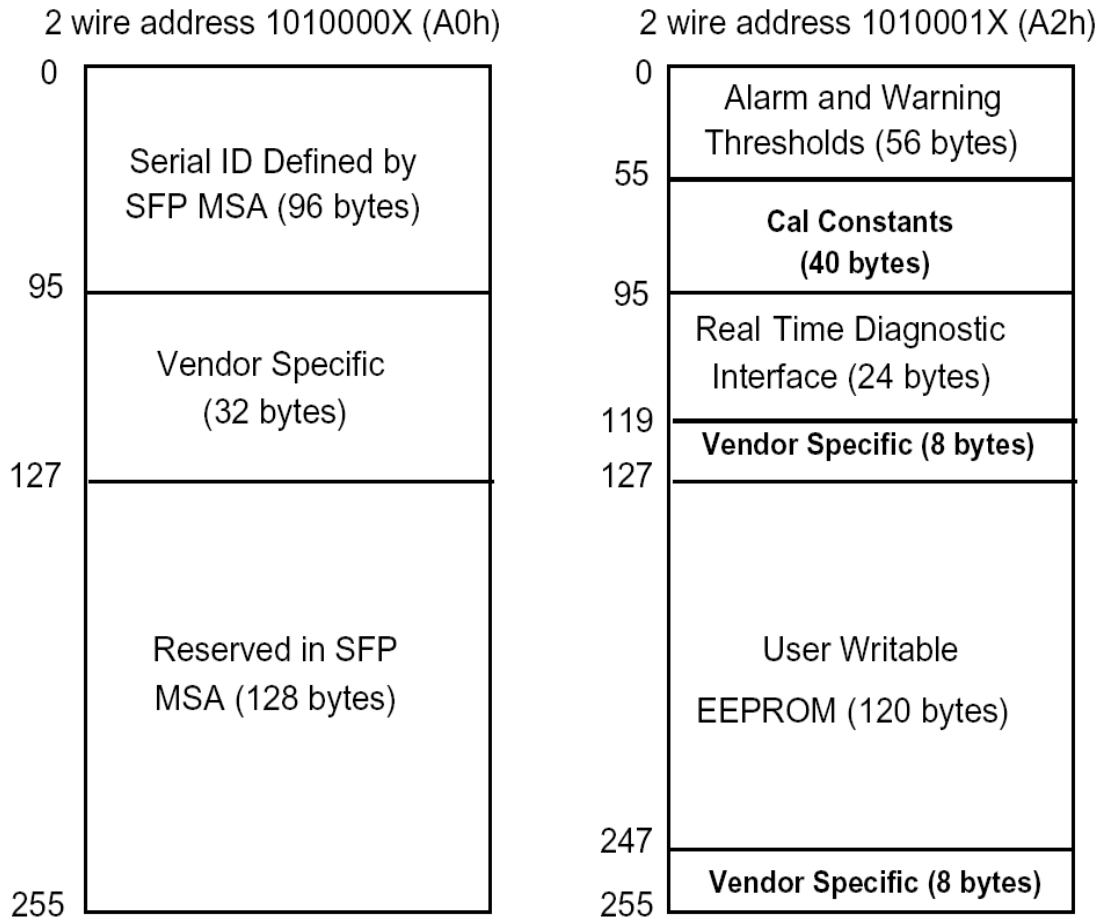 2 wire address 1010000X (A0h)
0
Serial ID Defined by
SFP MSA (96 bytes)
95
Vendor Specific
(32 bytes)
127
Reserved in SFP
MSA (128 bytes)
255
2 wire address 1010001X (A2h)
0
Alarm and Warning
Thresholds (56 bytes)
55
Cal Constants
(40 bytes)
95
Real Time Diagnostic
Interface (24 bytes)
119
Vendor Specific (8 bytes)
127
User Writable
EEPROM (120 bytes)
247
Vendor Specific (8 bytes)
255